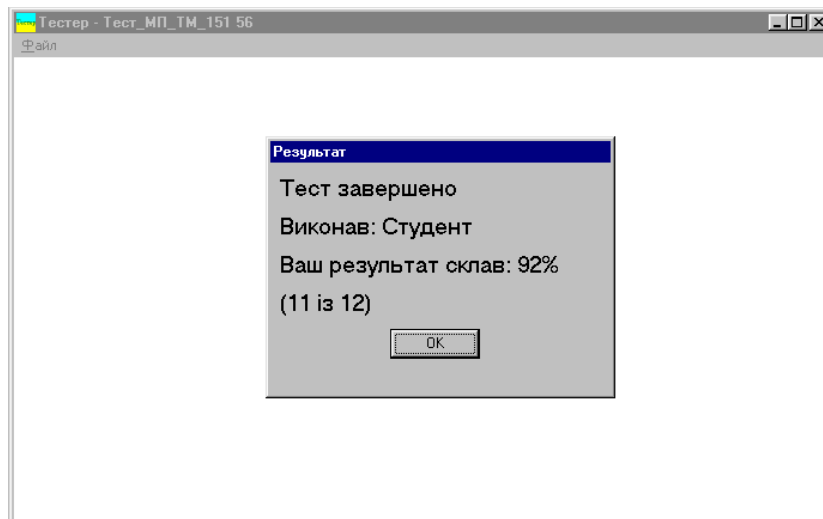 Тестер - Тест_МП_ТМ_151 56
Файл
Результат
Тест завершено
Виконав: Студент
Ваш результат склав: 92%
(11 із 12)
OK